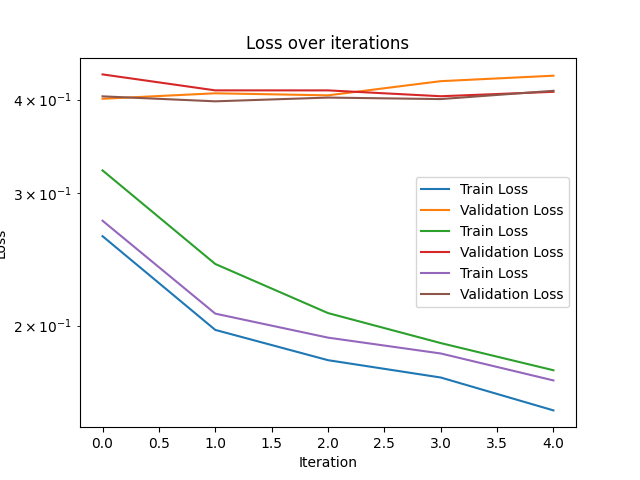 Loss over iterations
4 × 10⁻¹
3 × 10⁻¹
2 × 10⁻¹
Loss
Train Loss
Validation Loss
Train Loss
Validation Loss
Train Loss
Validation Loss
0.0 0.5 1.0 1.5 2.0 2.5 3.0 3.5 4.0
Iteration